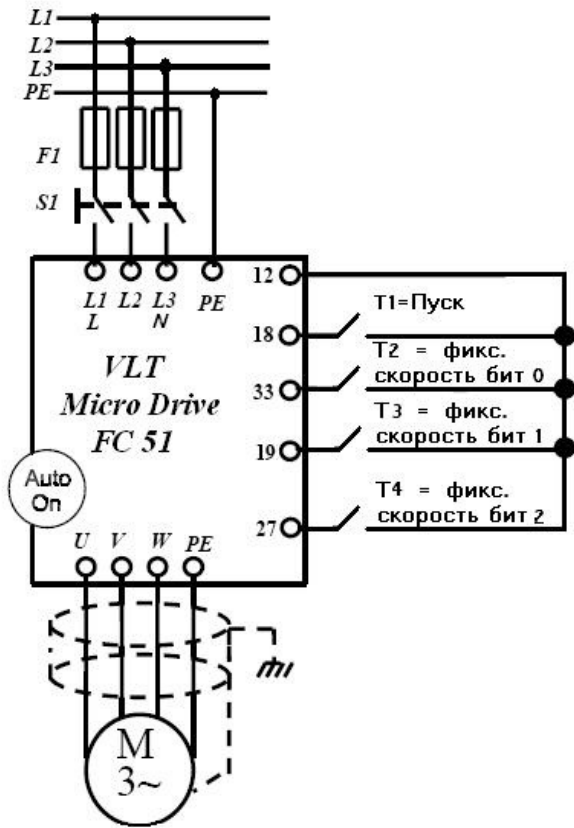 L1
L2
L3
PE
F1
S1
L1 L2 L3 PE
L N
VLT
Micro Drive
FC 51
Auto
On
U V W PE
12
18
33
19
27
T1=Пуск
T2 = фикс.
скорость бит 0
T3 = фикс.
скорость бит 1
T4 = фикс.
скорость бит 2
M
3~